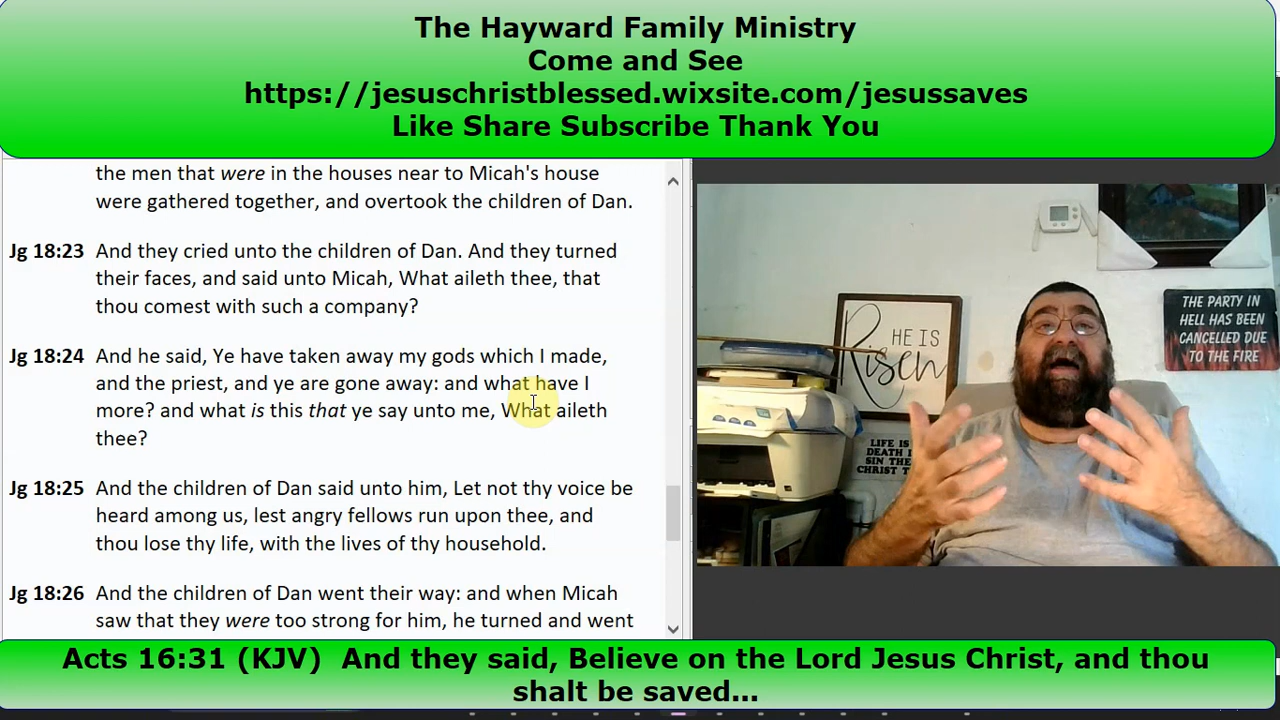 The Hayward Family Ministry
Come and See
https://jesuschristblessed.wixsite.com/jesussaves
Like Share Subscribe Thank You
the men that were in the houses near to Micah's house
were gathered together, and overtook the children of Dan.
Jg 18:23 And they cried unto the children of Dan. And they turned
their faces, and said unto Micah, What aileth thee, that
thou comest with such a company?
Jg 18:24 And he said, Ye have taken away my gods which I made,
and the priest, and ye are gone away: and what have I
more? and what is this that ye say unto me, What aileth
thee?
Jg 18:25 And the children of Dan said unto him, Let not thy voice be
heard among us, lest angry fellows run upon thee, and
thou lose thy life, with the lives of thy household.
Jg 18:26 And the children of Dan went their way: and when Micah
saw that they were too strong for him, he turned and went
HE IS
Risen
THE PARTY IN
HELL HAS BEEN
CANCELLED DUE
TO THE FIRE
LIFE IS
DEATH I
SIN THE
CHRIST T
Acts 16:31 (KJV) And they said, Believe on the Lord Jesus Christ, and thou
shalt be saved...